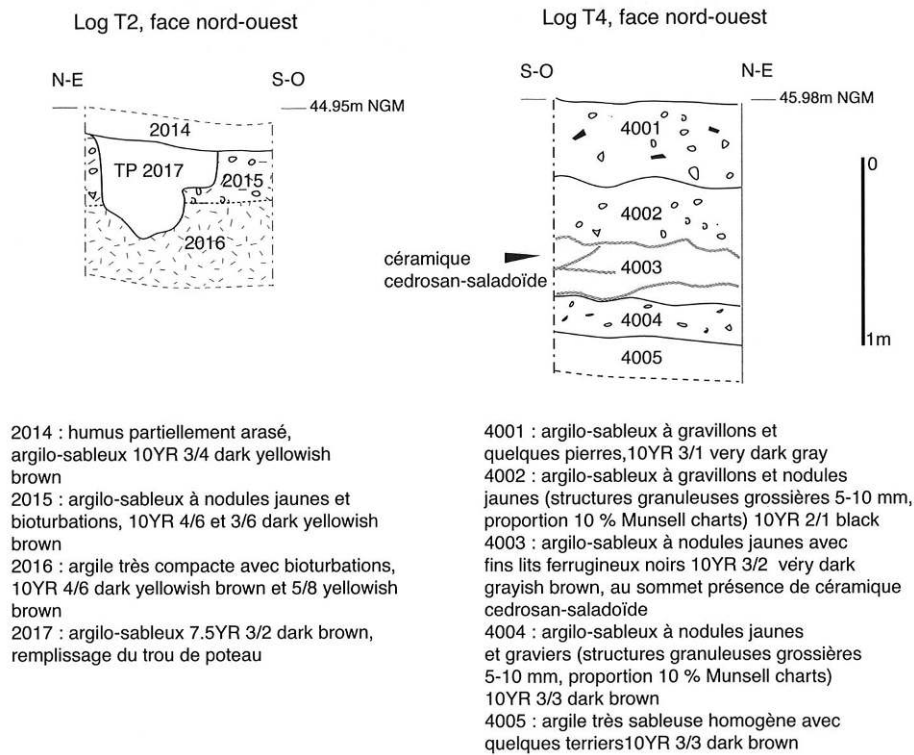 Log T2, face nord-ouest
N-E
S-O
44.95m NGM
2014
TP 2017
2015
2016
Log T4, face nord-ouest
S-O
N-E
45.98m NGM
4001
4002
4003
4004
4005
céramique
cedrosan-saladoïde
0
1m
2014 : humus partiellement arasé,
argilo-sableux 10YR 3/4 dark yellowish
brown
2015 : argilo-sableux à nodules jaunes et
bioturbations, 10YR 4/6 et 3/6 dark yellowish
brown
2016 : argile très compacte avec bioturbations,
10YR 4/6 dark yellowish brown et 5/8 yellowish
brown
2017 : argilo-sableux 7.5YR 3/2 dark brown,
remplissage du trou de poteau
4001 : argilo-sableux à gravillons et
quelques pierres,10YR 3/1 very dark gray
4002 : argilo-sableux à gravillons et nodules
jaunes (structures granuleuses grossières 5-10 mm,
proportion 10 % Munsell charts) 10YR 2/1 black
4003 : argilo-sableux à nodules jaunes avec
fins lits ferrugineux noirs 10YR 3/2 very dark
grayish brown, au sommet présence de céramique
cedrosan-saladoïde
4004 : argilo-sableux à nodules jaunes
et graviers (structures granuleuses grossières
5-10 mm, proportion 10 % Munsell charts)
10YR 3/3 dark brown
4005 : argile très sableuse homogène avec
quelques terriers10YR 3/3 dark brown